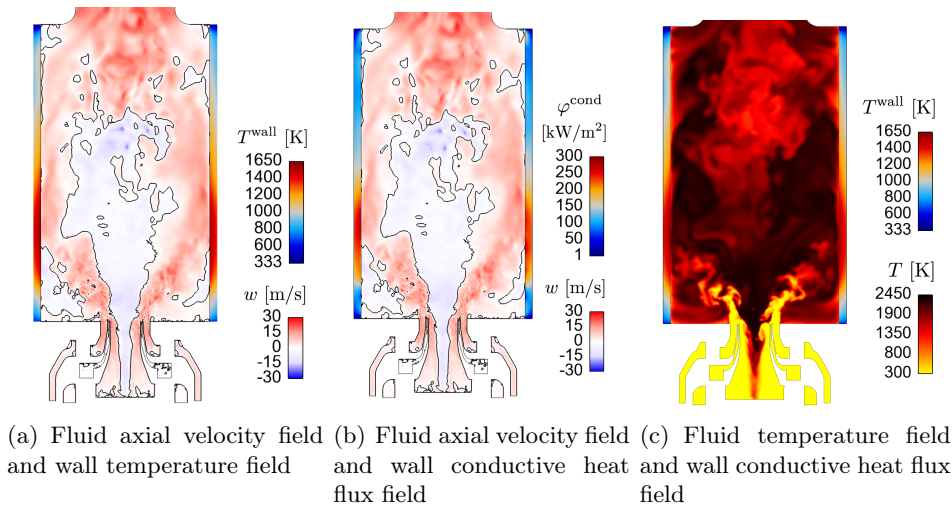 T^wall [K]
1650
1400
1200
1000
800
600
333
w [m/s]
30
15
0
-15
-30
φ^cond
[kW/m²]
300
250
200
150
100
50
1
w [m/s]
30
15
0
-15
-30
T^wall [K]
1650
1400
1200
1000
800
600
333
T [K]
2450
1900
1350
800
300
(a) Fluid axial velocity field
and wall temperature field
(b) Fluid axial velocity field
and wall conductive heat
flux field
(c) Fluid temperature field
and wall conductive heat flux
field